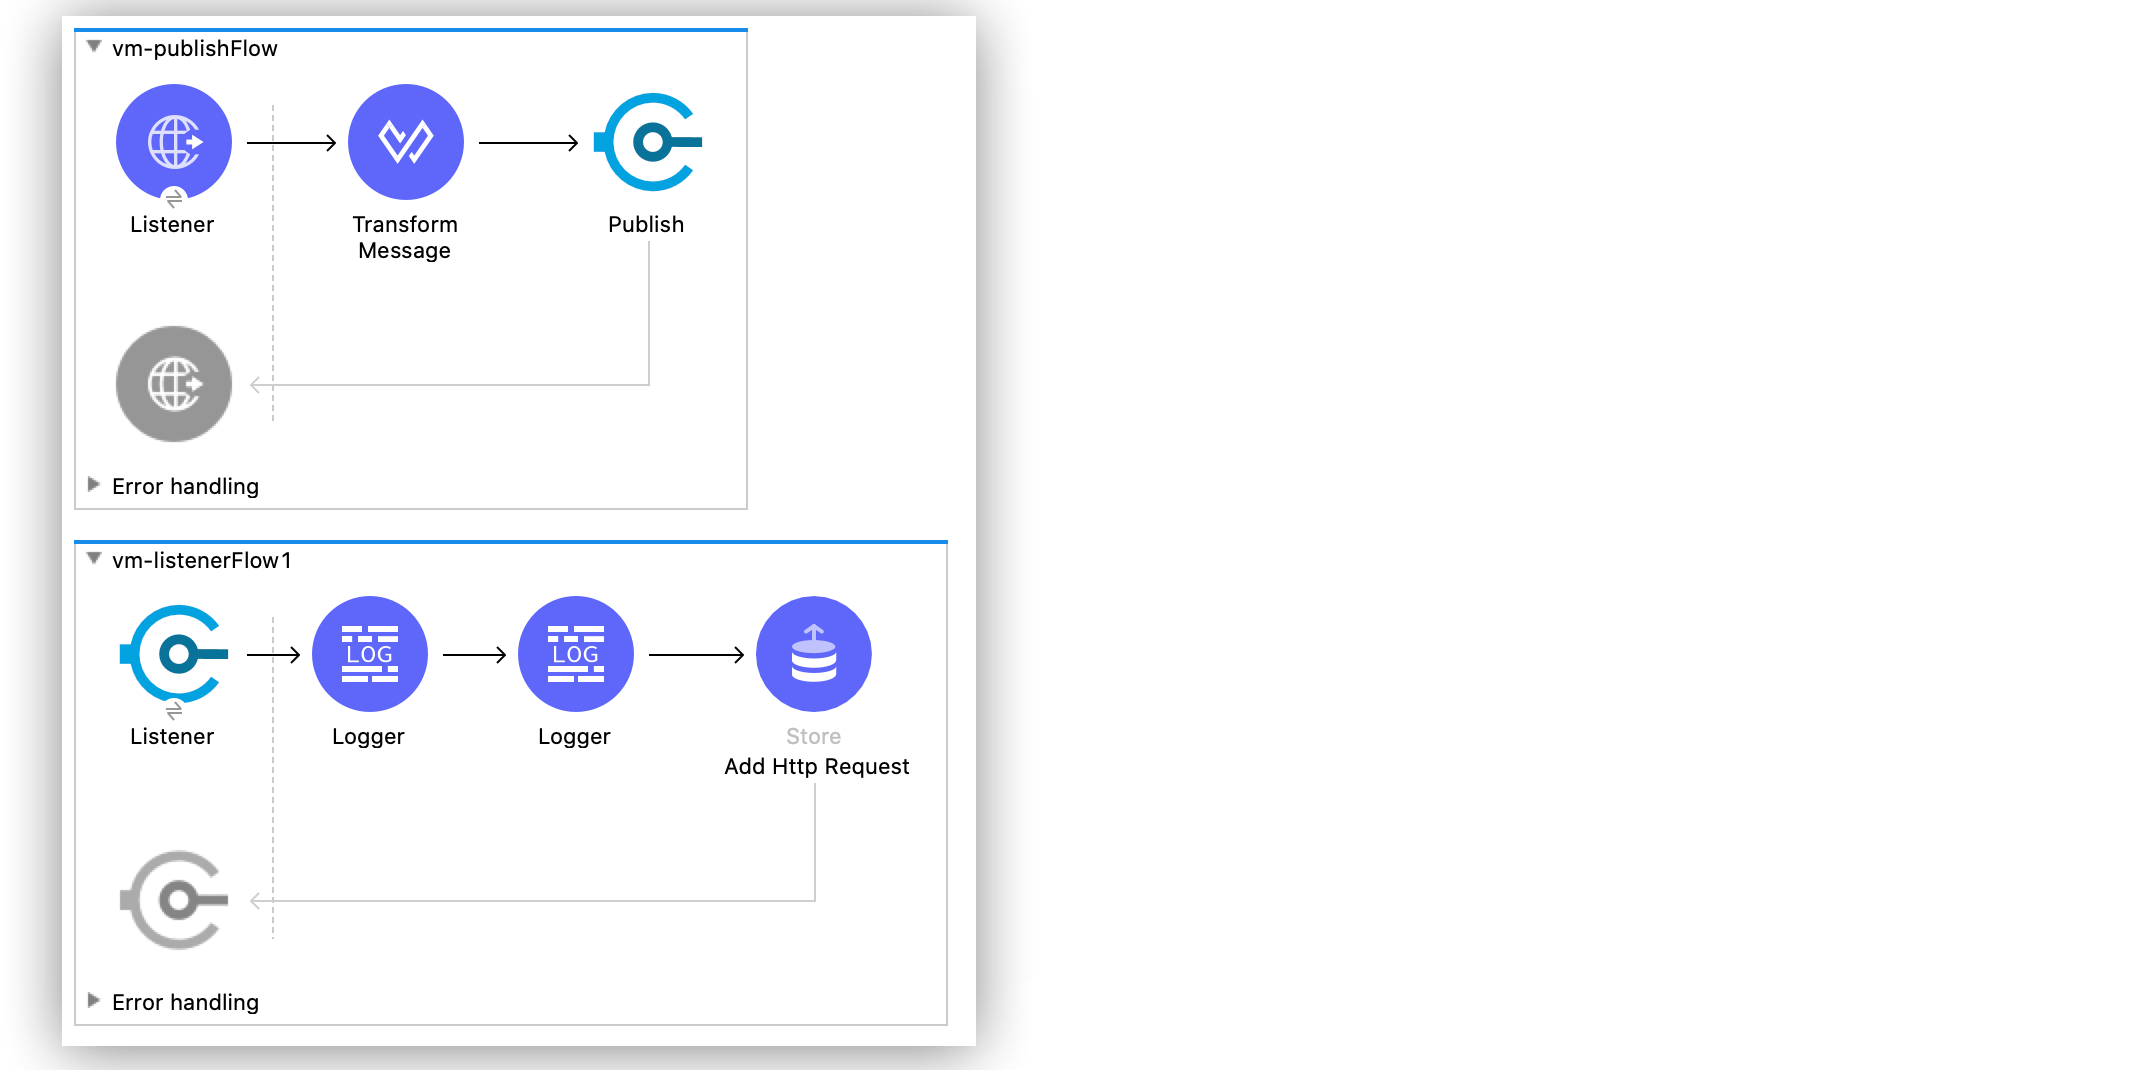 vm-publishFlow
Listener
Transform
Message
Publish
Error handling
vm-listenerFlow1
LOG
LOG
Listener
Logger
Logger
Store
Add Http Request
Error handling